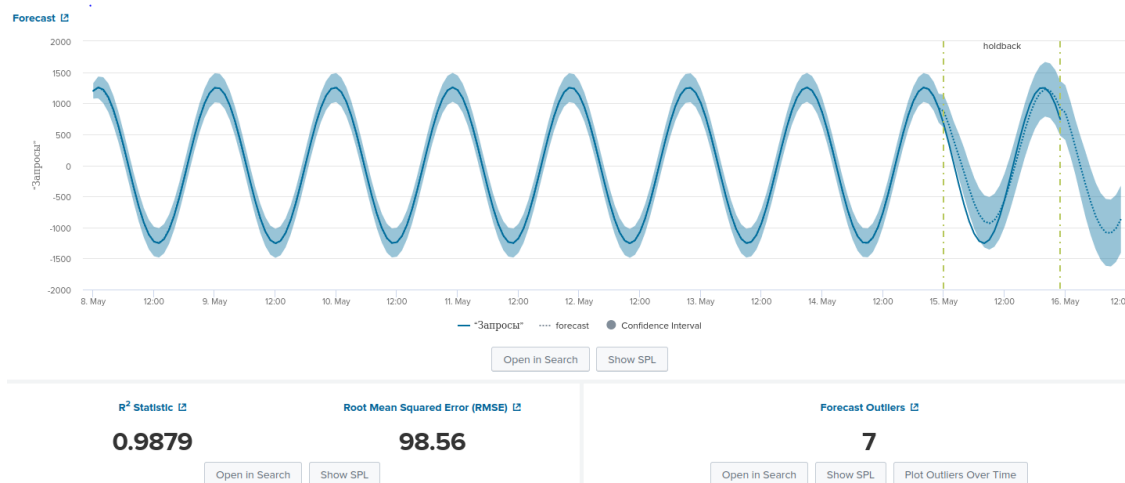 Forecast
holdback
2000
1500
1000
500
0
-500
-1000
-1500
-2000
"Запросы"
8. May 12:00 9. May 12:00 10. May 12:00 11. May 12:00 12. May 12:00 13. May 12:00 14. May 12:00 15. May 12:00 16. May 12:0
"Запросы" forecast Confidence Interval
Open in Search Show SPL
R² Statistic Root Mean Squared Error (RMSE) Forecast Outliers
0.9879 98.56 7
Open in Search Show SPL Open in Search Show SPL Plot Outliers Over Time